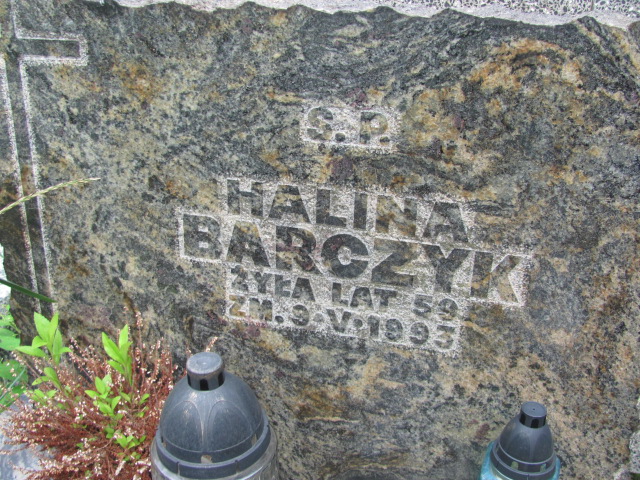 Ś.P.
HALINA
BARCZYK
ŻYŁA LAT 59
ZM. 9.V.1993